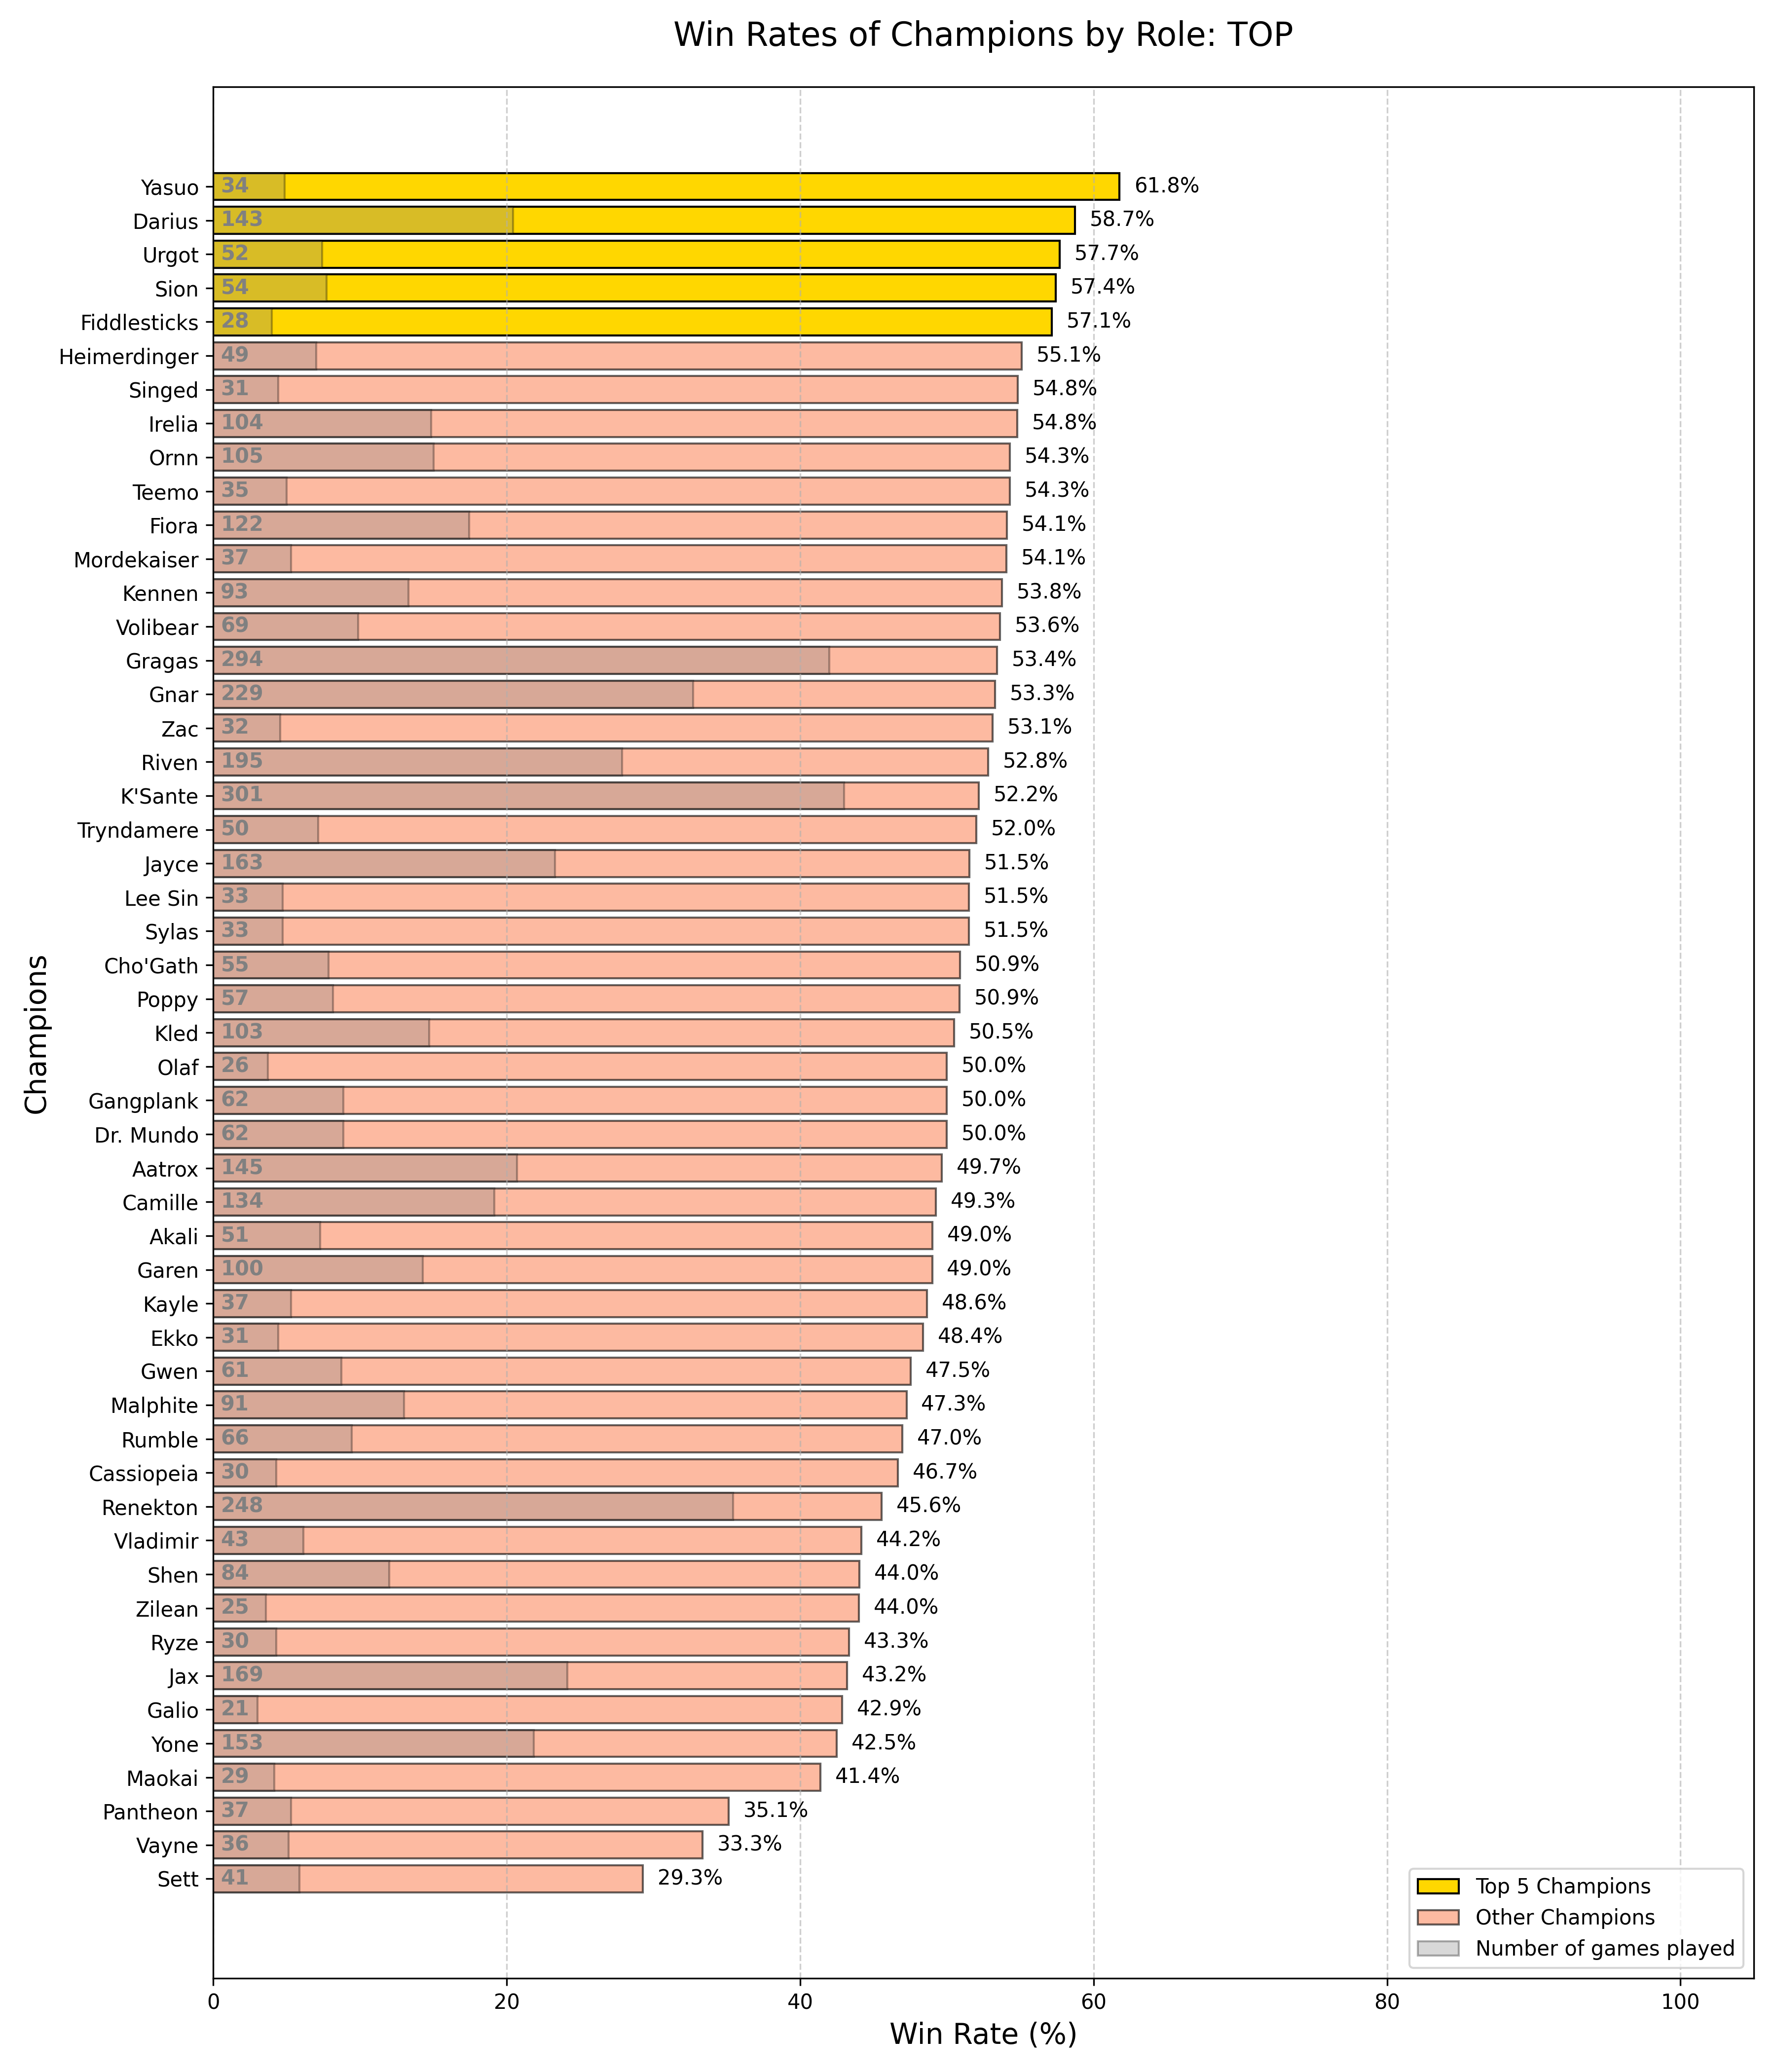 Win Rates of Champions by Role: TOP
Champions
Yasuo 34 61.8%
Darius 143 58.7%
Urgot 52 57.7%
Sion 54 57.4%
Fiddlesticks 28 57.1%
Heimerdinger 49 55.1%
Singed 31 54.8%
Irelia 104 54.8%
Ornn 105 54.3%
Teemo 35 54.3%
Fiora 122 54.1%
Mordekaiser 37 54.1%
Kennen 93 53.8%
Volibear 69 53.6%
Gragas 294 53.4%
Gnar 229 53.3%
Zac 32 53.1%
Riven 195 52.8%
K'Sante 301 52.2%
Tryndamere 50 52.0%
Jayce 163 51.5%
Lee Sin 33 51.5%
Sylas 33 51.5%
Cho'Gath 55 50.9%
Poppy 57 50.9%
Kled 103 50.5%
Olaf 26 50.0%
Gangplank 62 50.0%
Dr. Mundo 62 50.0%
Aatrox 145 49.7%
Camille 134 49.3%
Akali 51 49.0%
Garen 100 49.0%
Kayle 37 48.6%
Ekko 31 48.4%
Gwen 61 47.5%
Malphite 91 47.3%
Rumble 66 47.0%
Cassiopeia 30 46.7%
Renekton 248 45.6%
Vladimir 43 44.2%
Shen 84 44.0%
Zilean 25 44.0%
Ryze 30 43.3%
Jax 169 43.2%
Galio 21 42.9%
Yone 153 42.5%
Maokai 29 41.4%
Pantheon 37 35.1%
Vayne 36 33.3%
Sett 41 29.3%
Top 5 Champions
Other Champions
Number of games played
0 20 40 60 80 100
Win Rate (%)